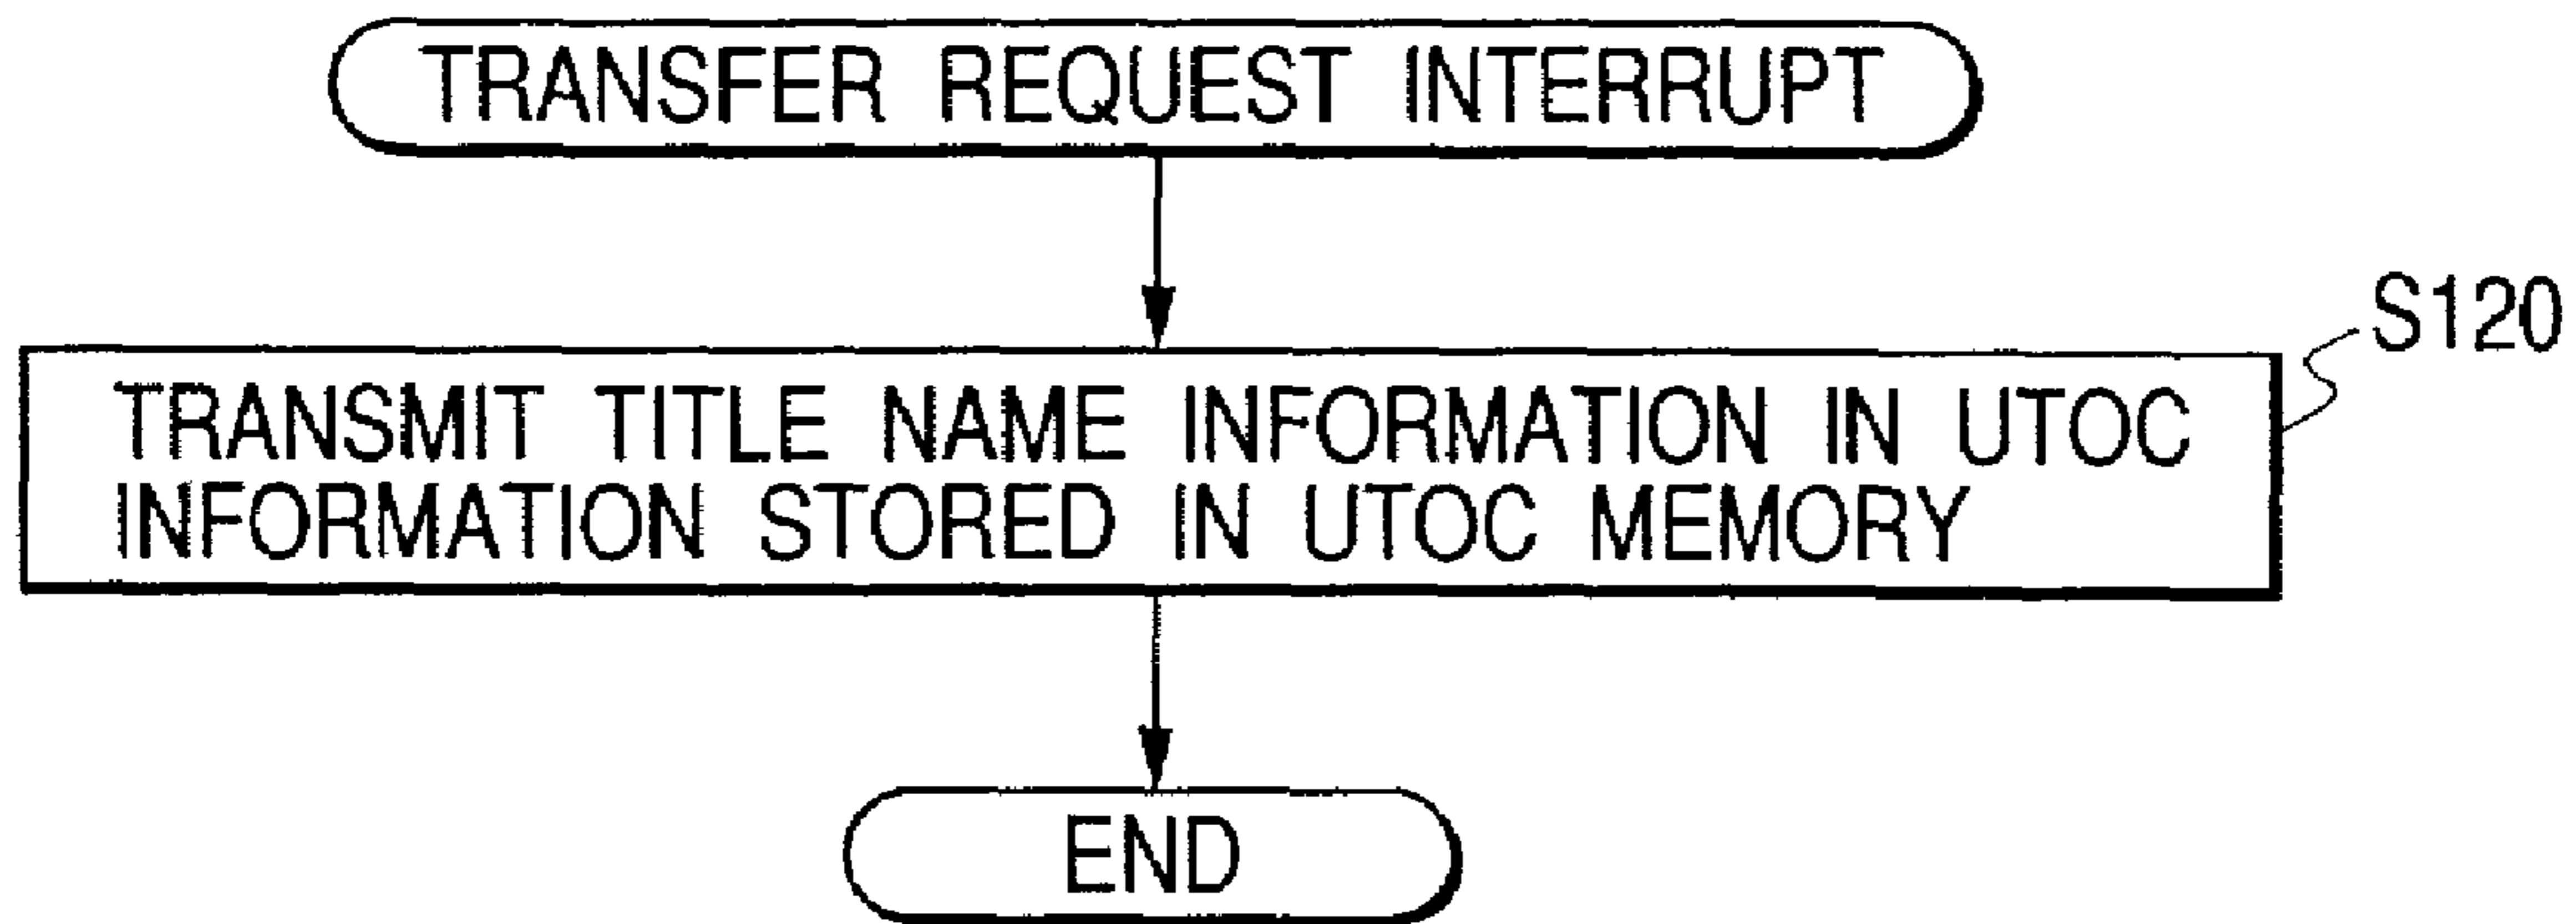 TRANSFER REQUEST INTERRUPT
S120
TRANSMIT TITLE NAME INFORMATION IN UTOC
INFORMATION STORED IN UTOC MEMORY
END